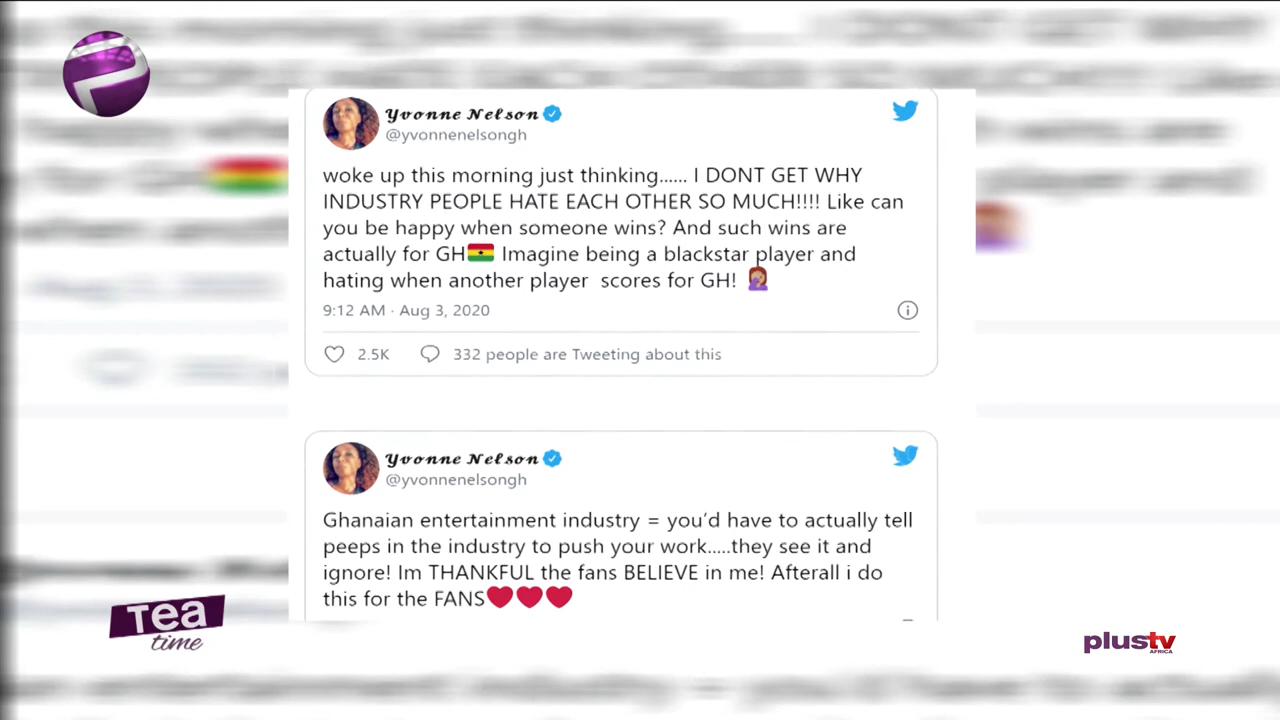 Yvonne Nelson
@yvonnenelsongh
woke up this morning just thinking...... I DONT GET WHY
INDUSTRY PEOPLE HATE EACH OTHER SO MUCH!!!! Like can
you be happy when someone wins? And such wins are
actually for GH🇬🇭 Imagine being a blackstar player and
hating when another player scores for GH! 🤦🏽‍♀️
9:12 AM · Aug 3, 2020
2.5K 332 people are Tweeting about this
Yvonne Nelson
@yvonnenelsongh
Ghanaian entertainment industry = you’d have to actually tell
peeps in the industry to push your work.....they see it and
ignore! Im THANKFUL the fans BELIEVE in me! Afterall i do
this for the FANS❤️❤️❤️
Tea
time
plustv
AFRICA